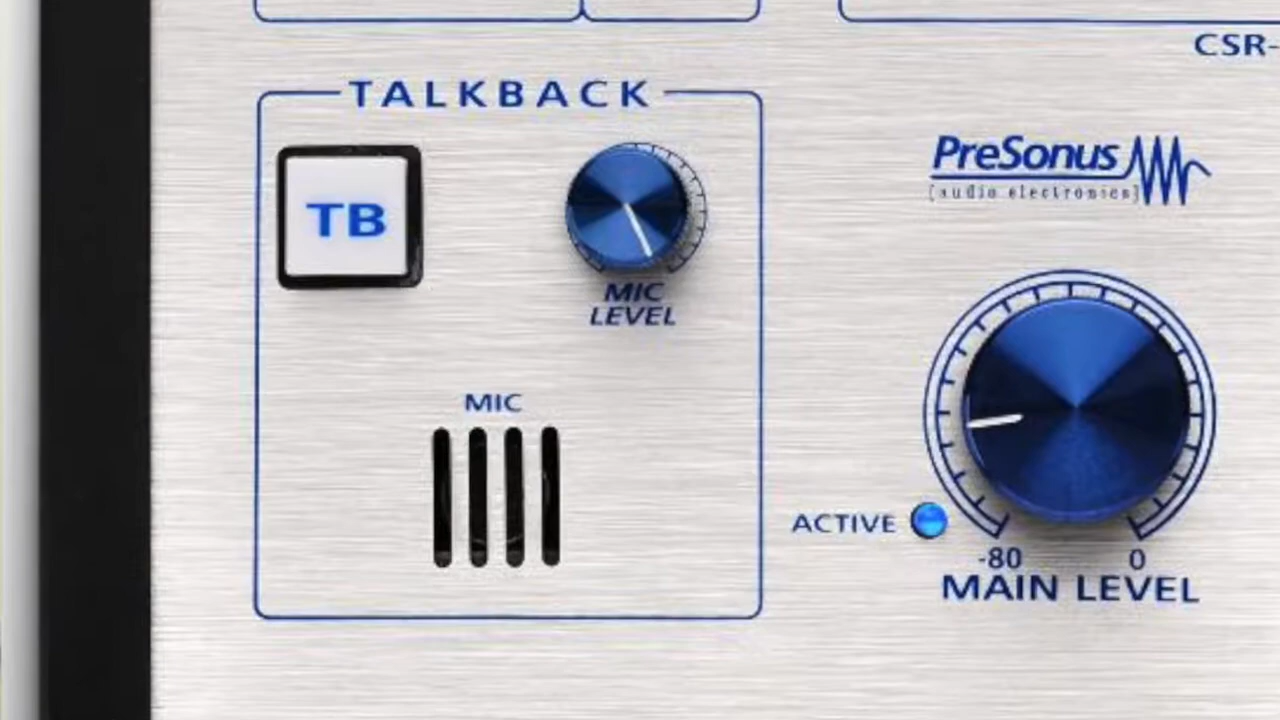 CSR-
TALKBACK
TB
MIC
LEVEL
PreSonus
[audio electronics]
MIC
ACTIVE
-80
0
MAIN LEVEL